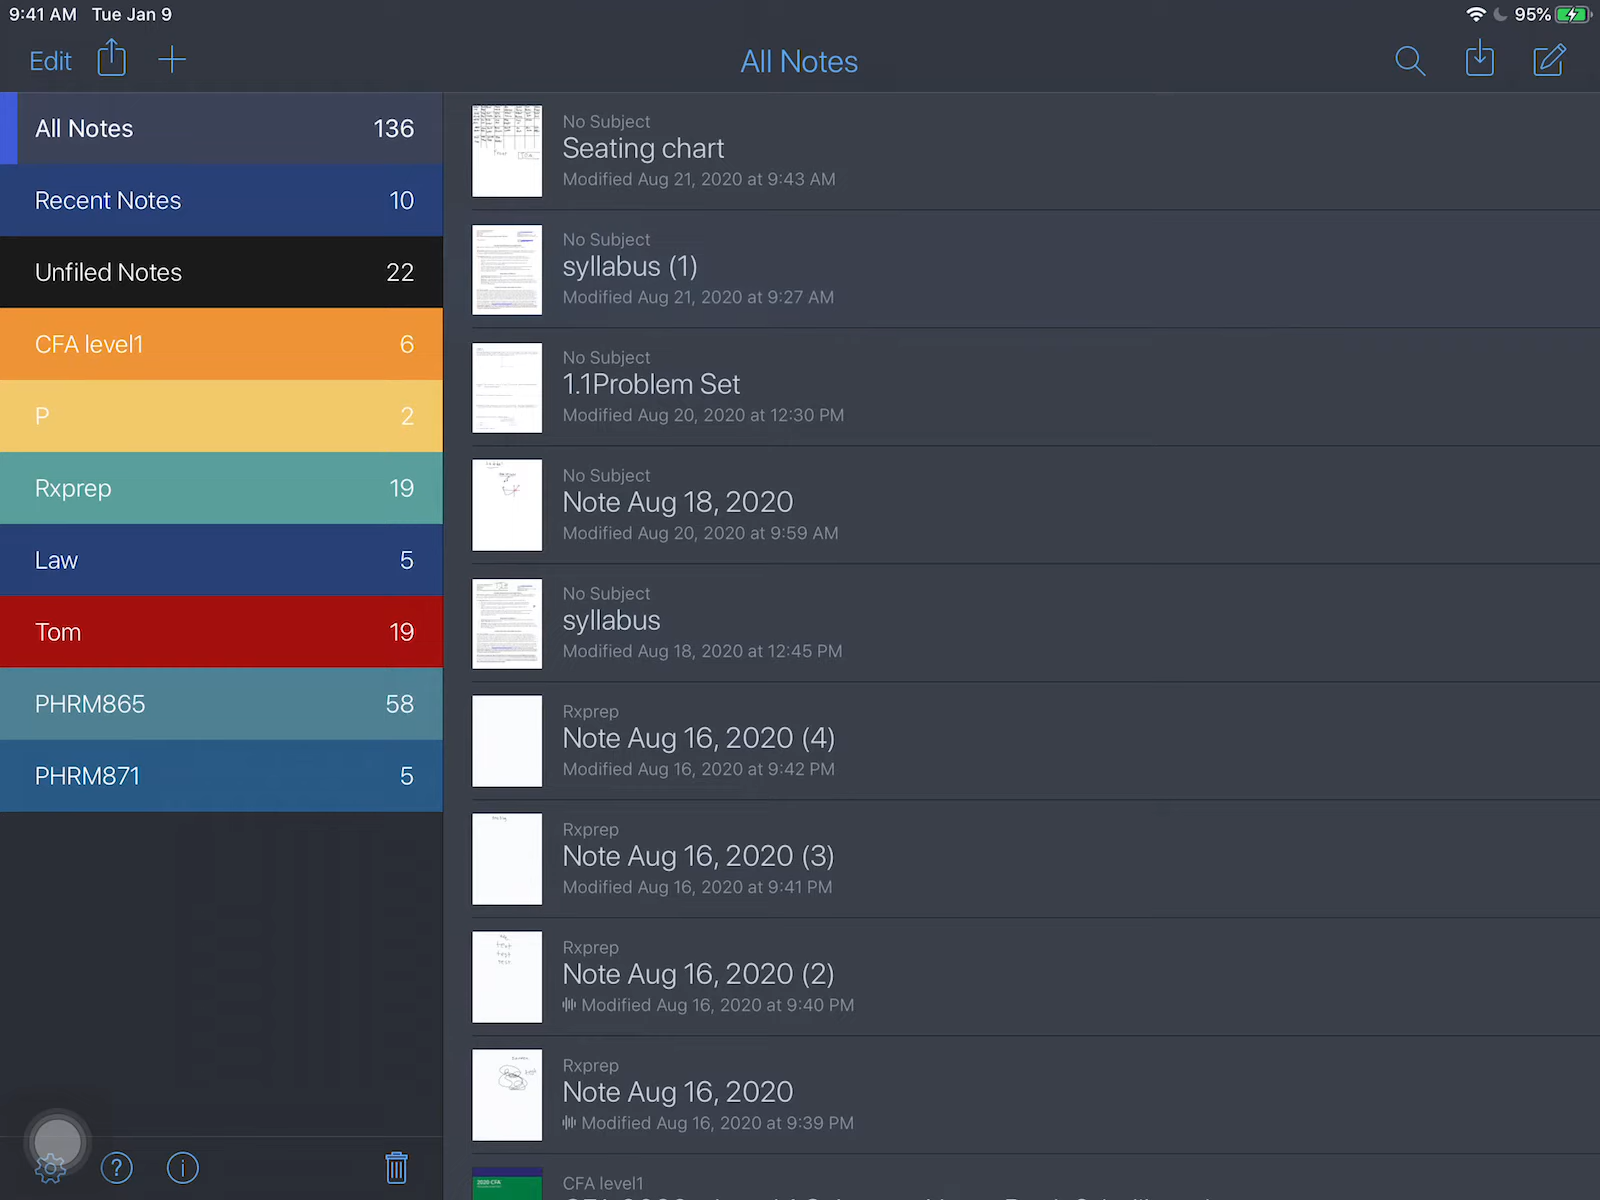 9:41 AM Tue Jan 9
95%
Edit
All Notes
All Notes 136
Recent Notes 10
Unfiled Notes 22
CFA level1 6
P 2
Rxprep 19
Law 5
Tom 19
PHRM865 58
PHRM871 5
No Subject
Seating chart
Modified Aug 21, 2020 at 9:43 AM
No Subject
syllabus (1)
Modified Aug 21, 2020 at 9:27 AM
No Subject
1.1Problem Set
Modified Aug 20, 2020 at 12:30 PM
No Subject
Note Aug 18, 2020
Modified Aug 20, 2020 at 9:59 AM
No Subject
syllabus
Modified Aug 18, 2020 at 12:45 PM
Rxprep
Note Aug 16, 2020 (4)
Modified Aug 16, 2020 at 9:42 PM
Rxprep
Note Aug 16, 2020 (3)
Modified Aug 16, 2020 at 9:41 PM
Rxprep
Note Aug 16, 2020 (2)
Modified Aug 16, 2020 at 9:40 PM
Rxprep
Note Aug 16, 2020
Modified Aug 16, 2020 at 9:39 PM
2020 CFA
CFA level1